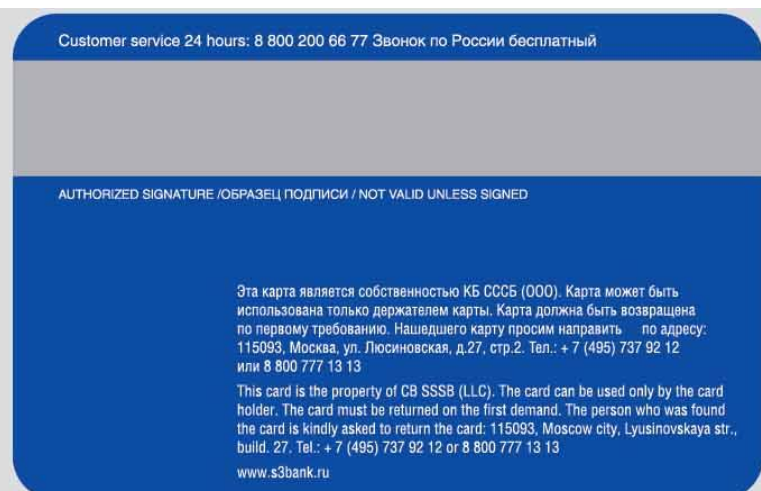 Customer service 24 hours: 8 800 200 66 77 Звонок по России бесплатный
AUTHORIZED SIGNATURE /ОБРАЗЕЦ ПОДПИСИ / NOT VALID UNLESS SIGNED
Эта карта является собственностью КБ СССБ (ООО). Карта может быть
использована только держателем карты. Карта должна быть возвращена
по первому требованию. Нашедшего карту просим направить по адресу:
115093, Москва, ул. Люсиновская, д.27, стр.2. Тел.: + 7 (495) 737 92 12
или 8 800 777 13 13
This card is the property of CB SSSB (LLC). The card can be used only by the card
holder. The card must be returned on the first demand. The person who was found
the card is kindly asked to return the card: 115093, Moscow city, Lyusinovskaya str.,
build. 27. Tel.: + 7 (495) 737 92 12 or 8 800 777 13 13
www.s3bank.ru